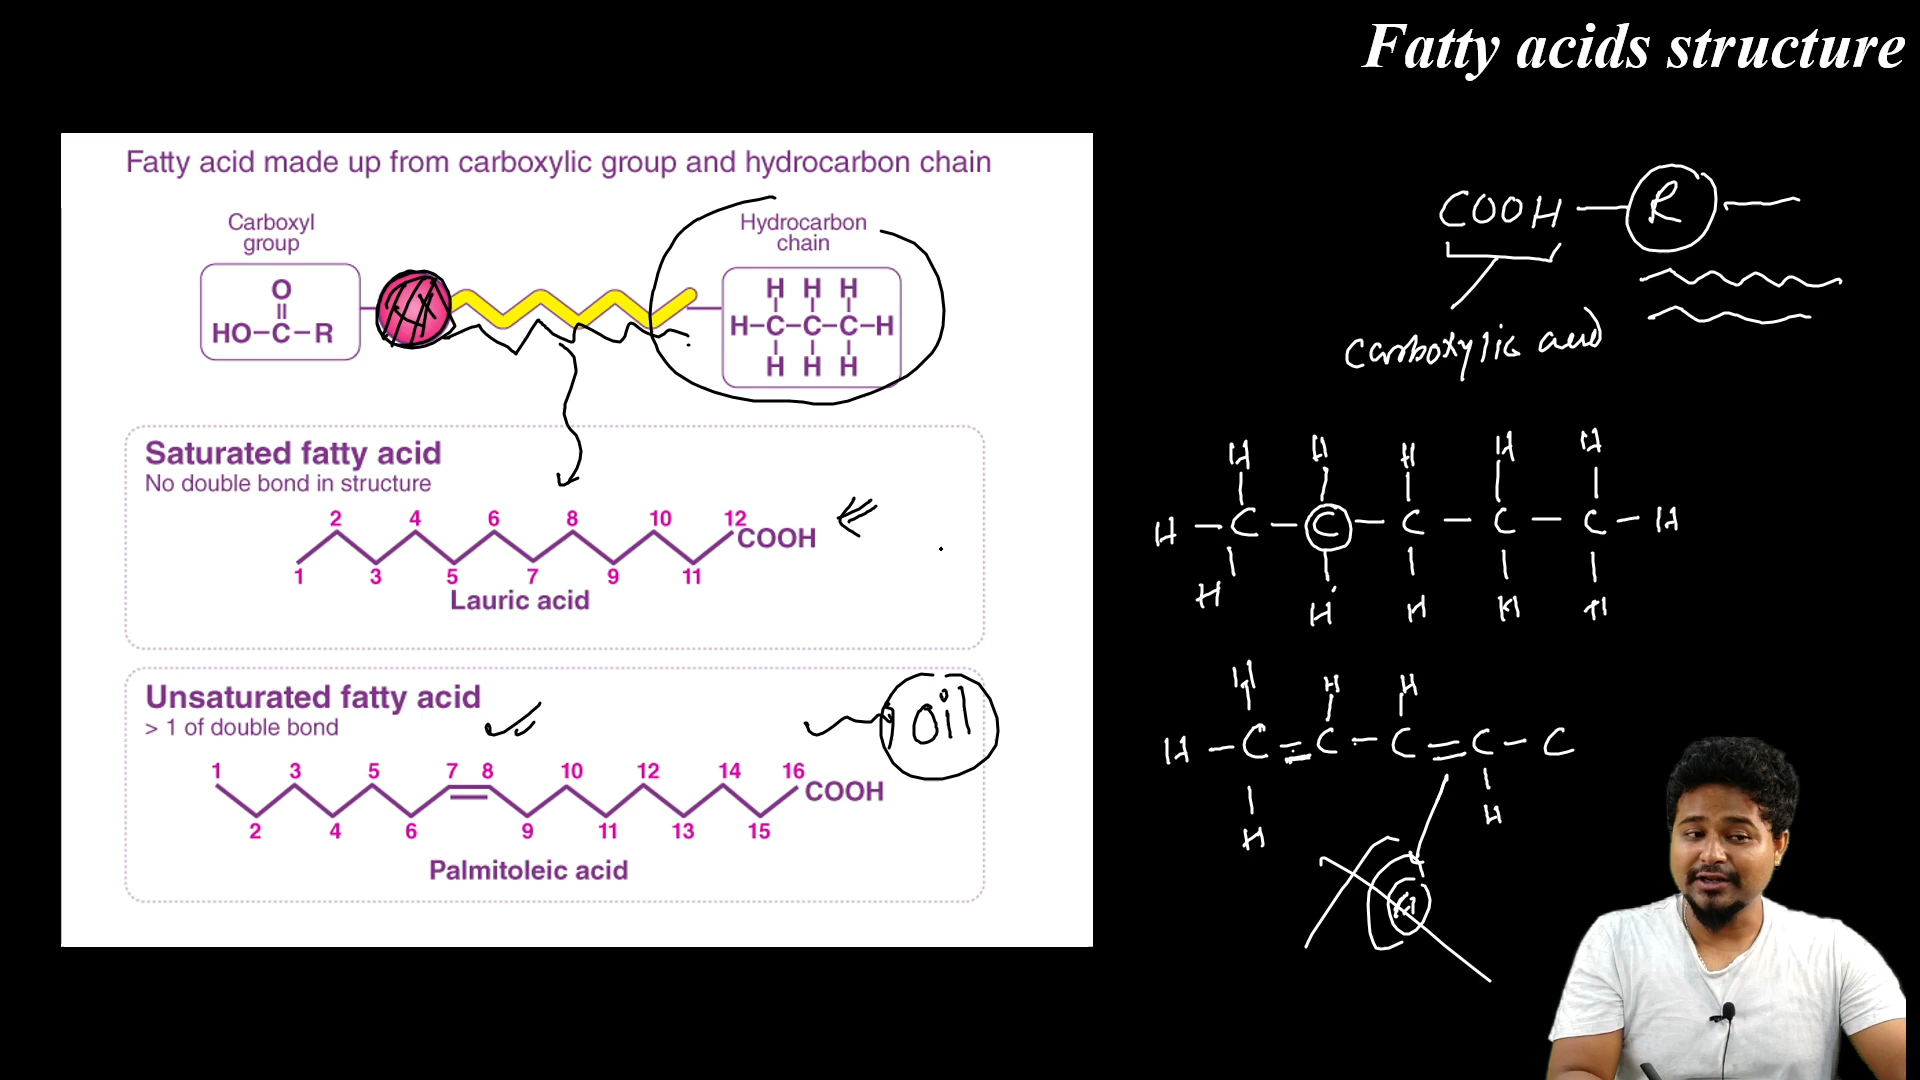 Fatty acids structure
Fatty acid made up from carboxylic group and hydrocarbon chain
Carboxyl
group
O
HO–C–R
Hydrocarbon
chain
H H H
H–C–C–C–H
H H H
Saturated fatty acid
No double bond in structure
2 4 6 8 10 12
COOH
1 3 5 7 9 11
Lauric acid
Unsaturated fatty acid
> 1 of double bond
1 3 5 7 8 10 12 14 16
COOH
2 4 6 9 11 13 15
Palmitoleic acid
Oil
COOH – R –
Carboxylic acid
H H H H H
H – C – C – C – C – C – H
H H H H H
H H H
H – C = C – C = C – C
H H